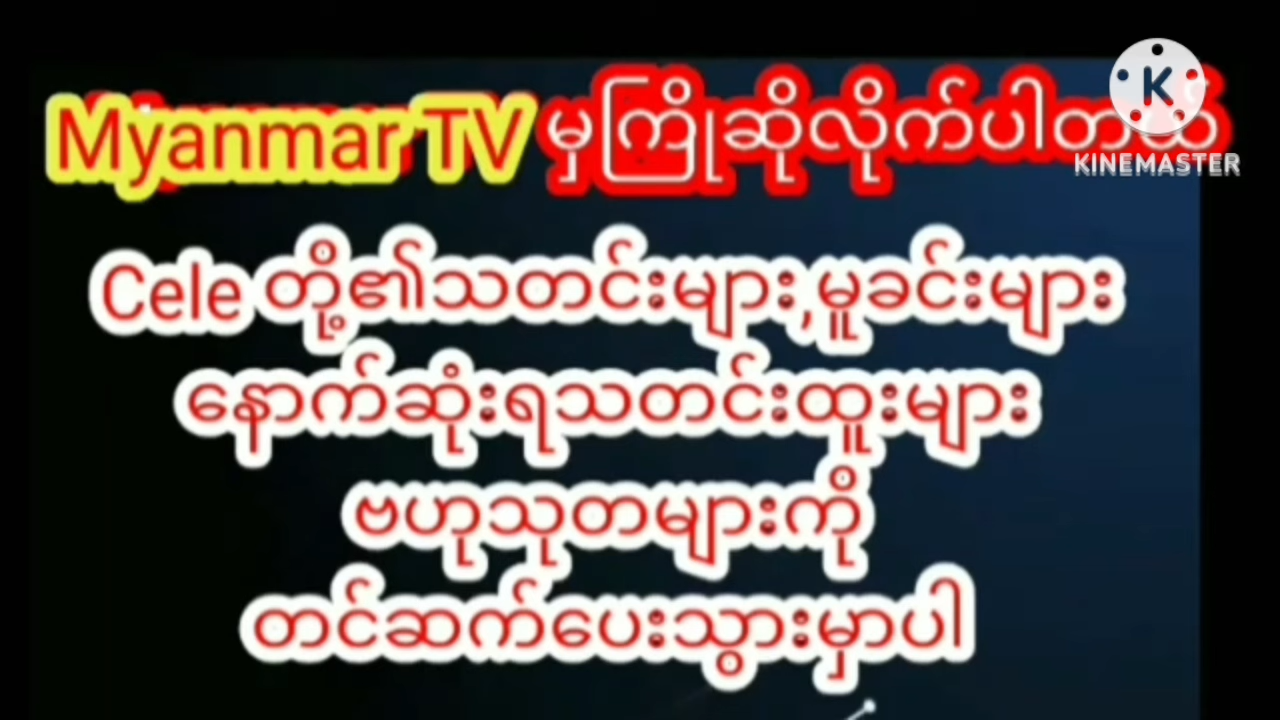 Myanmar TV မှကြိုဆိုလိုက်ပါတယ်
KINEMASTER
Cele တို့၏သတင်းများ,မူခင်းများ
နောက်ဆုံးရသတင်းထူးများ
ဗဟုသုတများကို
တင်ဆက်ပေးသွားမှာပါ